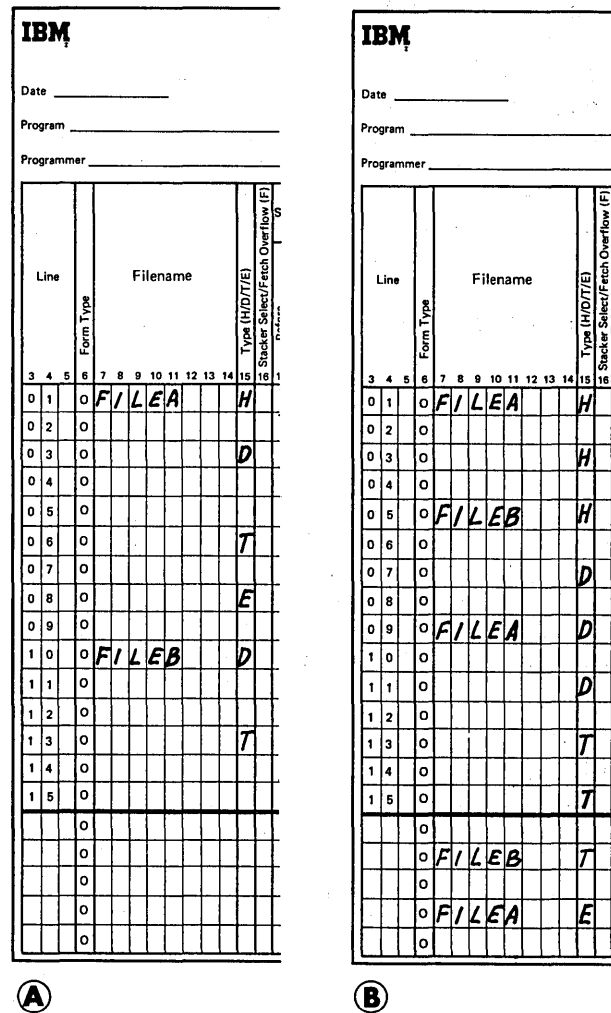 IBM
Date
Program
Programmer
Line
Form Type
Filename
Type (H/D/T/E)
Stacker Select/Fetch Overflow (F)
3 4 5 6 7 8 9 10 11 12 13 14 15 16
0 1 O FILEA H
0 2 O
0 3 O D
0 4 O
0 5 O
0 6 O T
0 7 O
0 8 O E
0 9 O
1 0 O FILEB D
1 1 O
1 2 O
1 3 O T
1 4 O
1 5 O
O
O
O
O
O
A
IBM
Date
Program
Programmer
Line
Form Type
Filename
Type (H/D/T/E)
Stacker Select/Fetch Overflow (F)
3 4 5 6 7 8 9 10 11 12 13 14 15 16
0 1 O FILEA H
0 2 O
0 3 O H
0 4 O
0 5 O FILEB H
0 6 O
0 7 O D
0 8 O
0 9 O FILEA D
1 0 O
1 1 O D
1 2 O
1 3 O T
1 4 O
1 5 O T
O
O FILEB T
O
O FILEA E
O
B